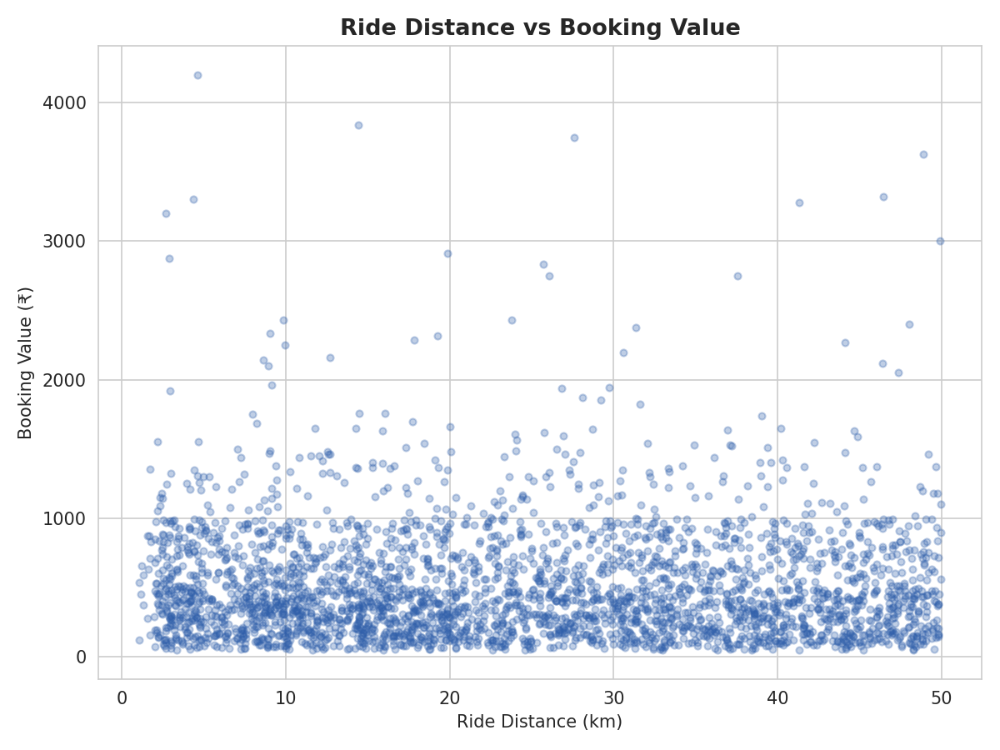 Ride Distance vs Booking Value
Booking Value (₹)
4000
3000
2000
1000
0
0 10 20 30 40 50
Ride Distance (km)